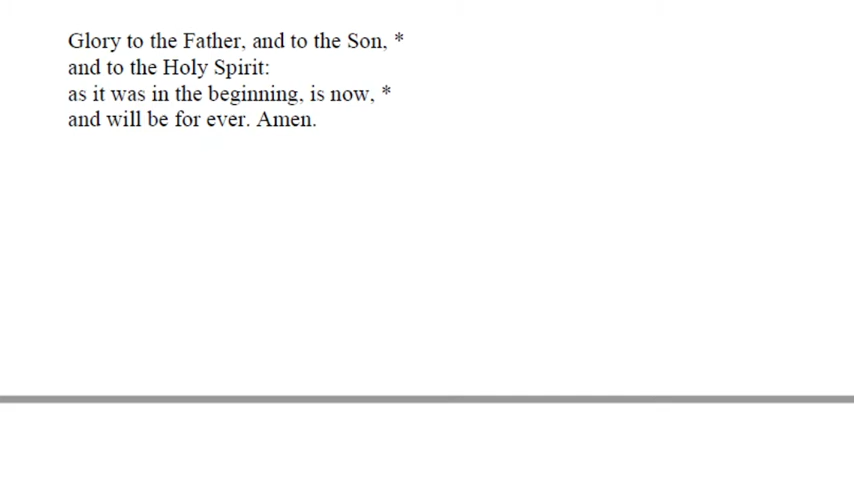 Glory to the Father, and to the Son, *
and to the Holy Spirit:
as it was in the beginning, is now, *
and will be for ever. Amen.